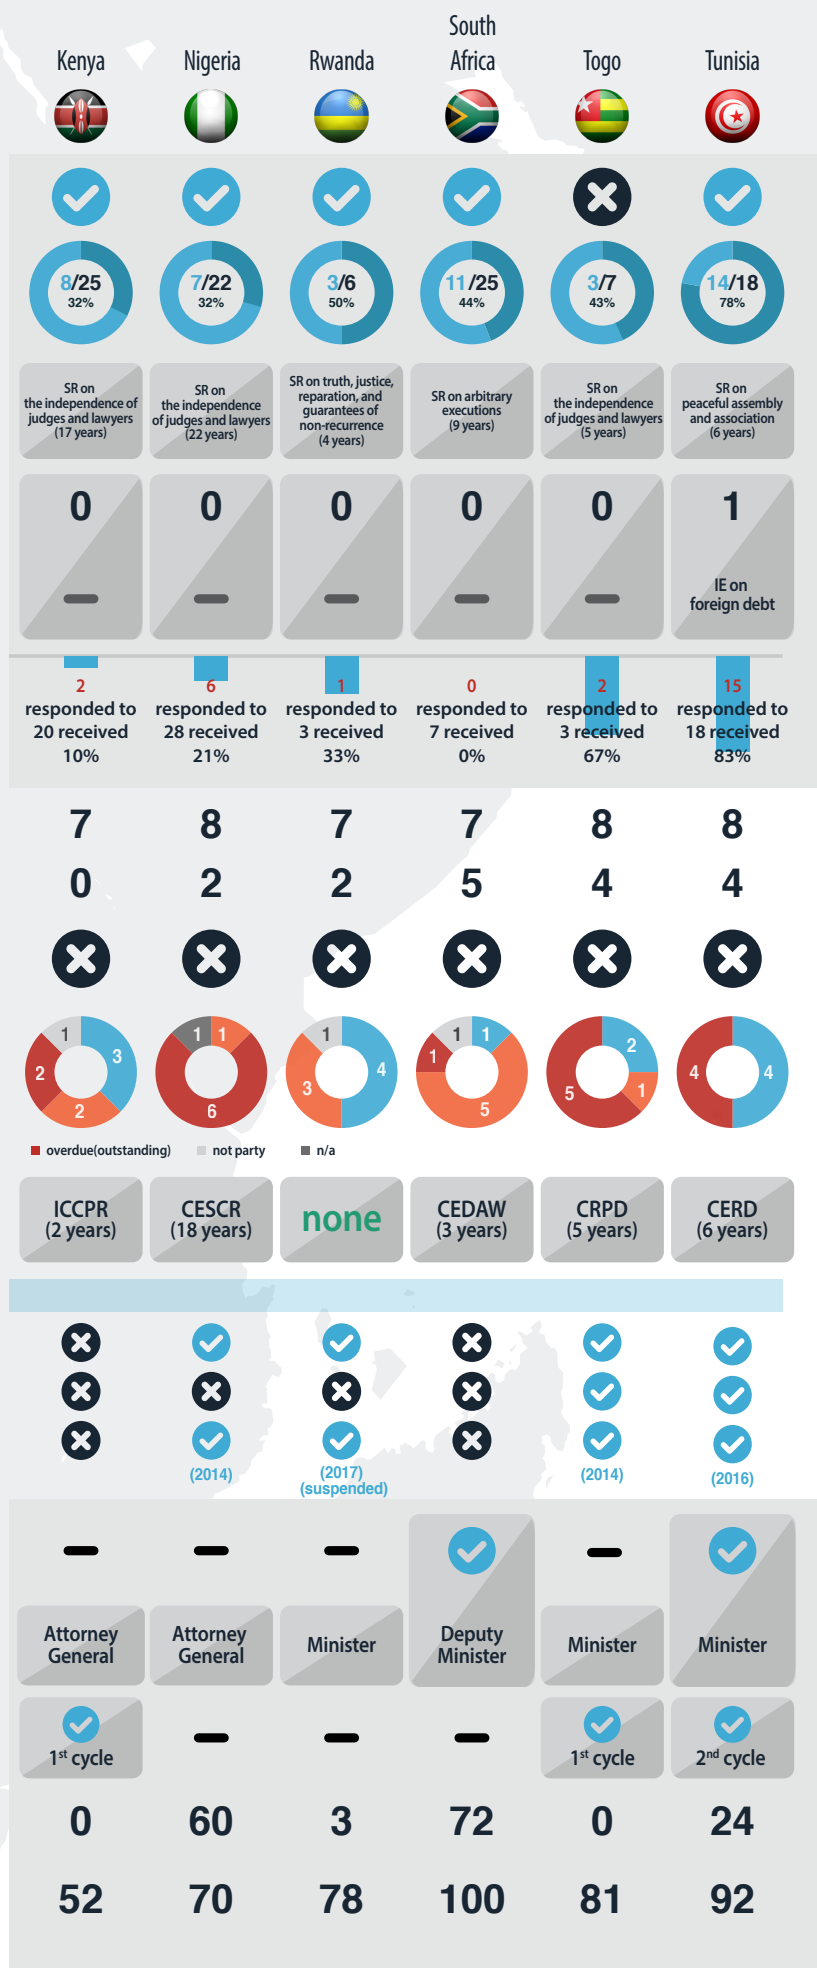 Kenya
Nigeria
Rwanda
South
Africa
Togo
Tunisia
8/25
32%
7/22
32%
3/6
50%
11/25
44%
3/7
43%
14/18
78%
SR on
the independence of
judges and lawyers
(17 years)
SR on
the independence
of judges and lawyers
(22 years)
SR on truth, justice,
reparation, and
guarantees of
non-recurrence
(4 years)
SR on arbitrary
executions
(9 years)
SR on
the independence
of judges and lawyers
(5 years)
SR on
peaceful assembly
and association
(6 years)
0
0
0
0
0
1
IE on
foreign debt
2
responded to
20 received
10%
6
responded to
28 received
21%
1
responded to
3 received
33%
0
responded to
7 received
0%
2
responded to
3 received
67%
15
responded to
18 received
83%
7
8
7
7
8
8
0
2
2
5
4
4
1
3
2
2
1
1
6
1
4
3
1
1
1
5
2
1
5
4
4
overdue(outstanding)
not party
n/a
ICCPR
(2 years)
CESCR
(18 years)
none
CEDAW
(3 years)
CRPD
(5 years)
CERD
(6 years)
(2014)
(2017)
(suspended)
(2014)
(2016)
Attorney
General
Attorney
General
Minister
Deputy
Minister
Minister
Minister
1st cycle
1st cycle
2nd cycle
0
60
3
72
0
24
52
70
78
100
81
92